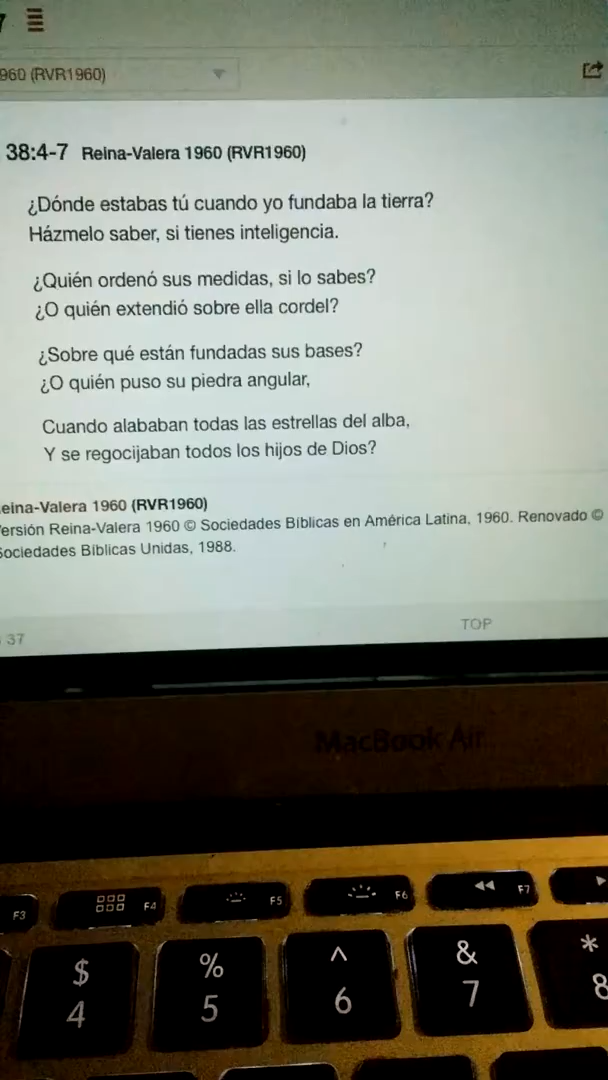 7
960 (RVR1960)
38:4-7 Reina-Valera 1960 (RVR1960)
¿Dónde estabas tú cuando yo fundaba la tierra?
Házmelo saber, si tienes inteligencia.
¿Quién ordenó sus medidas, si lo sabes?
¿O quién extendió sobre ella cordel?
¿Sobre qué están fundadas sus bases?
¿O quién puso su piedra angular,
Cuando alababan todas las estrellas del alba,
Y se regocijaban todos los hijos de Dios?
eina-Valera 1960 (RVR1960)
ersión Reina-Valera 1960 © Sociedades Bíblicas en América Latina, 1960. Renovado ©
Sociedades Bíblicas Unidas, 1988.
37 TOP
MacBook Air
F3 F4 F5 F6 F7
$ % ^ & *
4 5 6 7 8